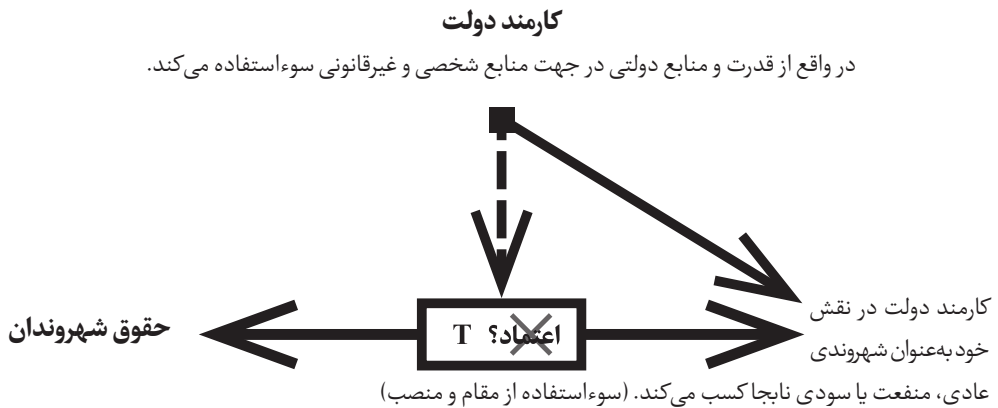 کارمند دولت
در واقع از قدرت و منابع دولتی در جهت منابع شخصی و غیرقانونی سوءاستفاده می‌کند.
اعتماد؟ T
حقوق شهروندان
کارمند دولت در نقش
خود به‌عنوان شهروندی
عادی، منفعت یا سودی نابجا کسب می‌کند. (سوءاستفاده از مقام و منصب)